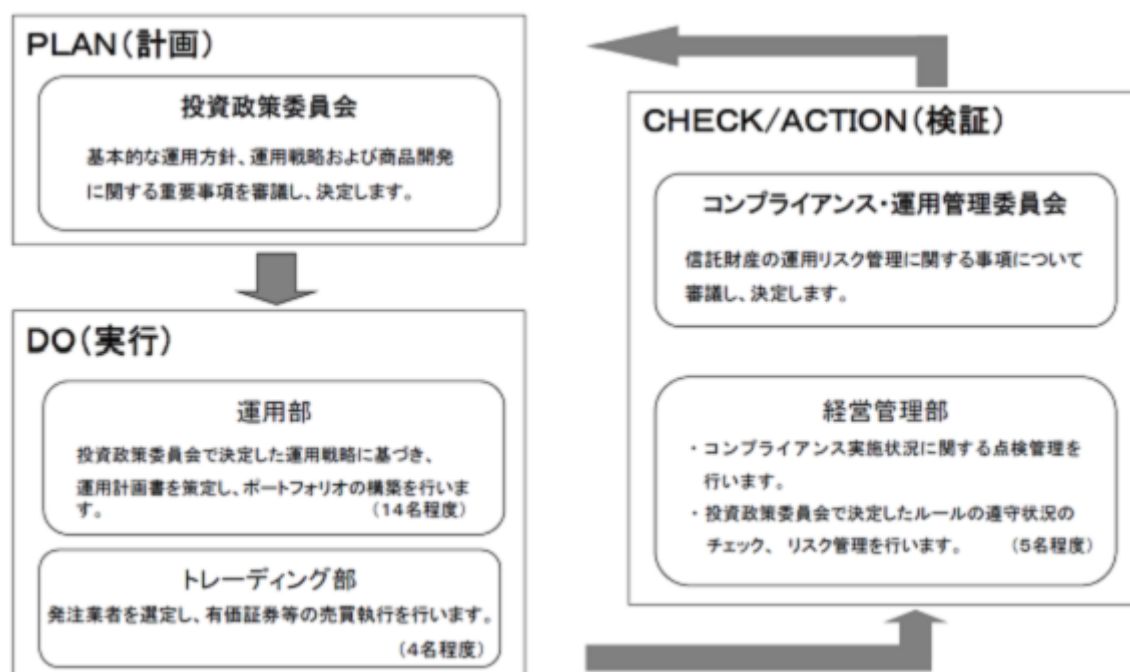 PLAN(計画)
投資政策委員会
基本的な運用方針、運用戦略および商品開発
に関する重要事項を審議し、決定します。
DO(実行)
運用部
投資政策委員会で決定した運用戦略に基づき、
運用計画書を策定し、ポートフォリオの構築を行いま
す。 (14名程度)
トレーディング部
発注業者を選定し、有価証券等の売買執行を行います。
(4名程度)
CHECK/ACTION(検証)
コンプライアンス・運用管理委員会
信託財産の運用リスク管理に関する事項について
審議し、決定します。
経営管理部
・コンプライアンス実施状況に関する点検管理を
行います。
・投資政策委員会で決定したルールの遵守状況の
チェック、リスク管理を行います。 (5名程度)